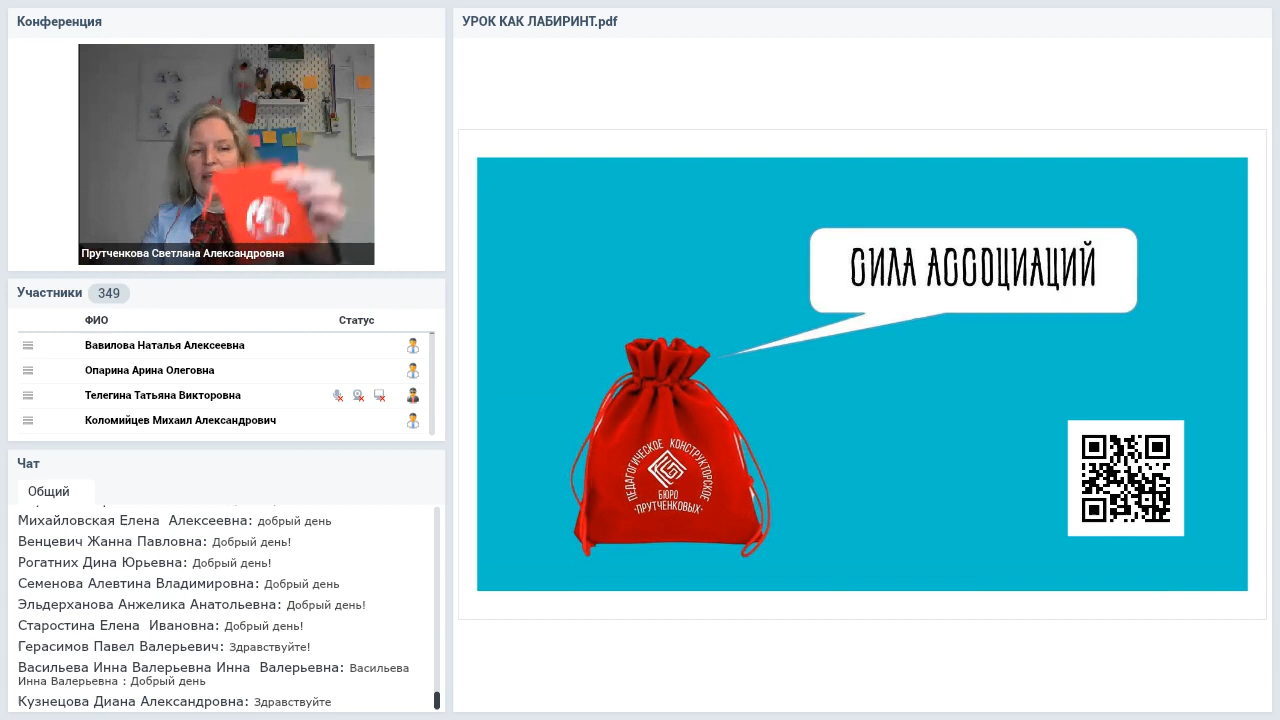 Конференция
Прутченкова Светлана Александровна
Участники 349
ФИО Статус
Вавилова Наталья Алексеевна
Опарина Арина Олеговна
Телегина Татьяна Викторовна
Коломийцев Михаил Александрович
Чат
Общий
Михайловская Елена  Алексеевна: добрый день
Венцевич Жанна Павловна: Добрый день!
Рогатних Дина Юрьевна: Добрый день!
Семенова Алевтина Владимировна: Добрый день
Эльдерханова Анжелика Анатольевна: Добрый день!
Старостина Елена  Ивановна: Добрый день!
Герасимов Павел Валерьевич: Здравствуйте!
Васильева Инна Валерьевна Инна  Валерьевна: Васильева
Инна Валерьевна : Добрый день
Кузнецова Диана Александровна: Здравствуйте
УРОК КАК ЛАБИРИНТ.pdf
СИЛА АССОЦИАЦИЙ
ПЕДАГОГИЧЕСКОЕ КОНСТРУКТОРСКОЕ
БЮРО
·ПРУТЧЕНКОВЫХ·